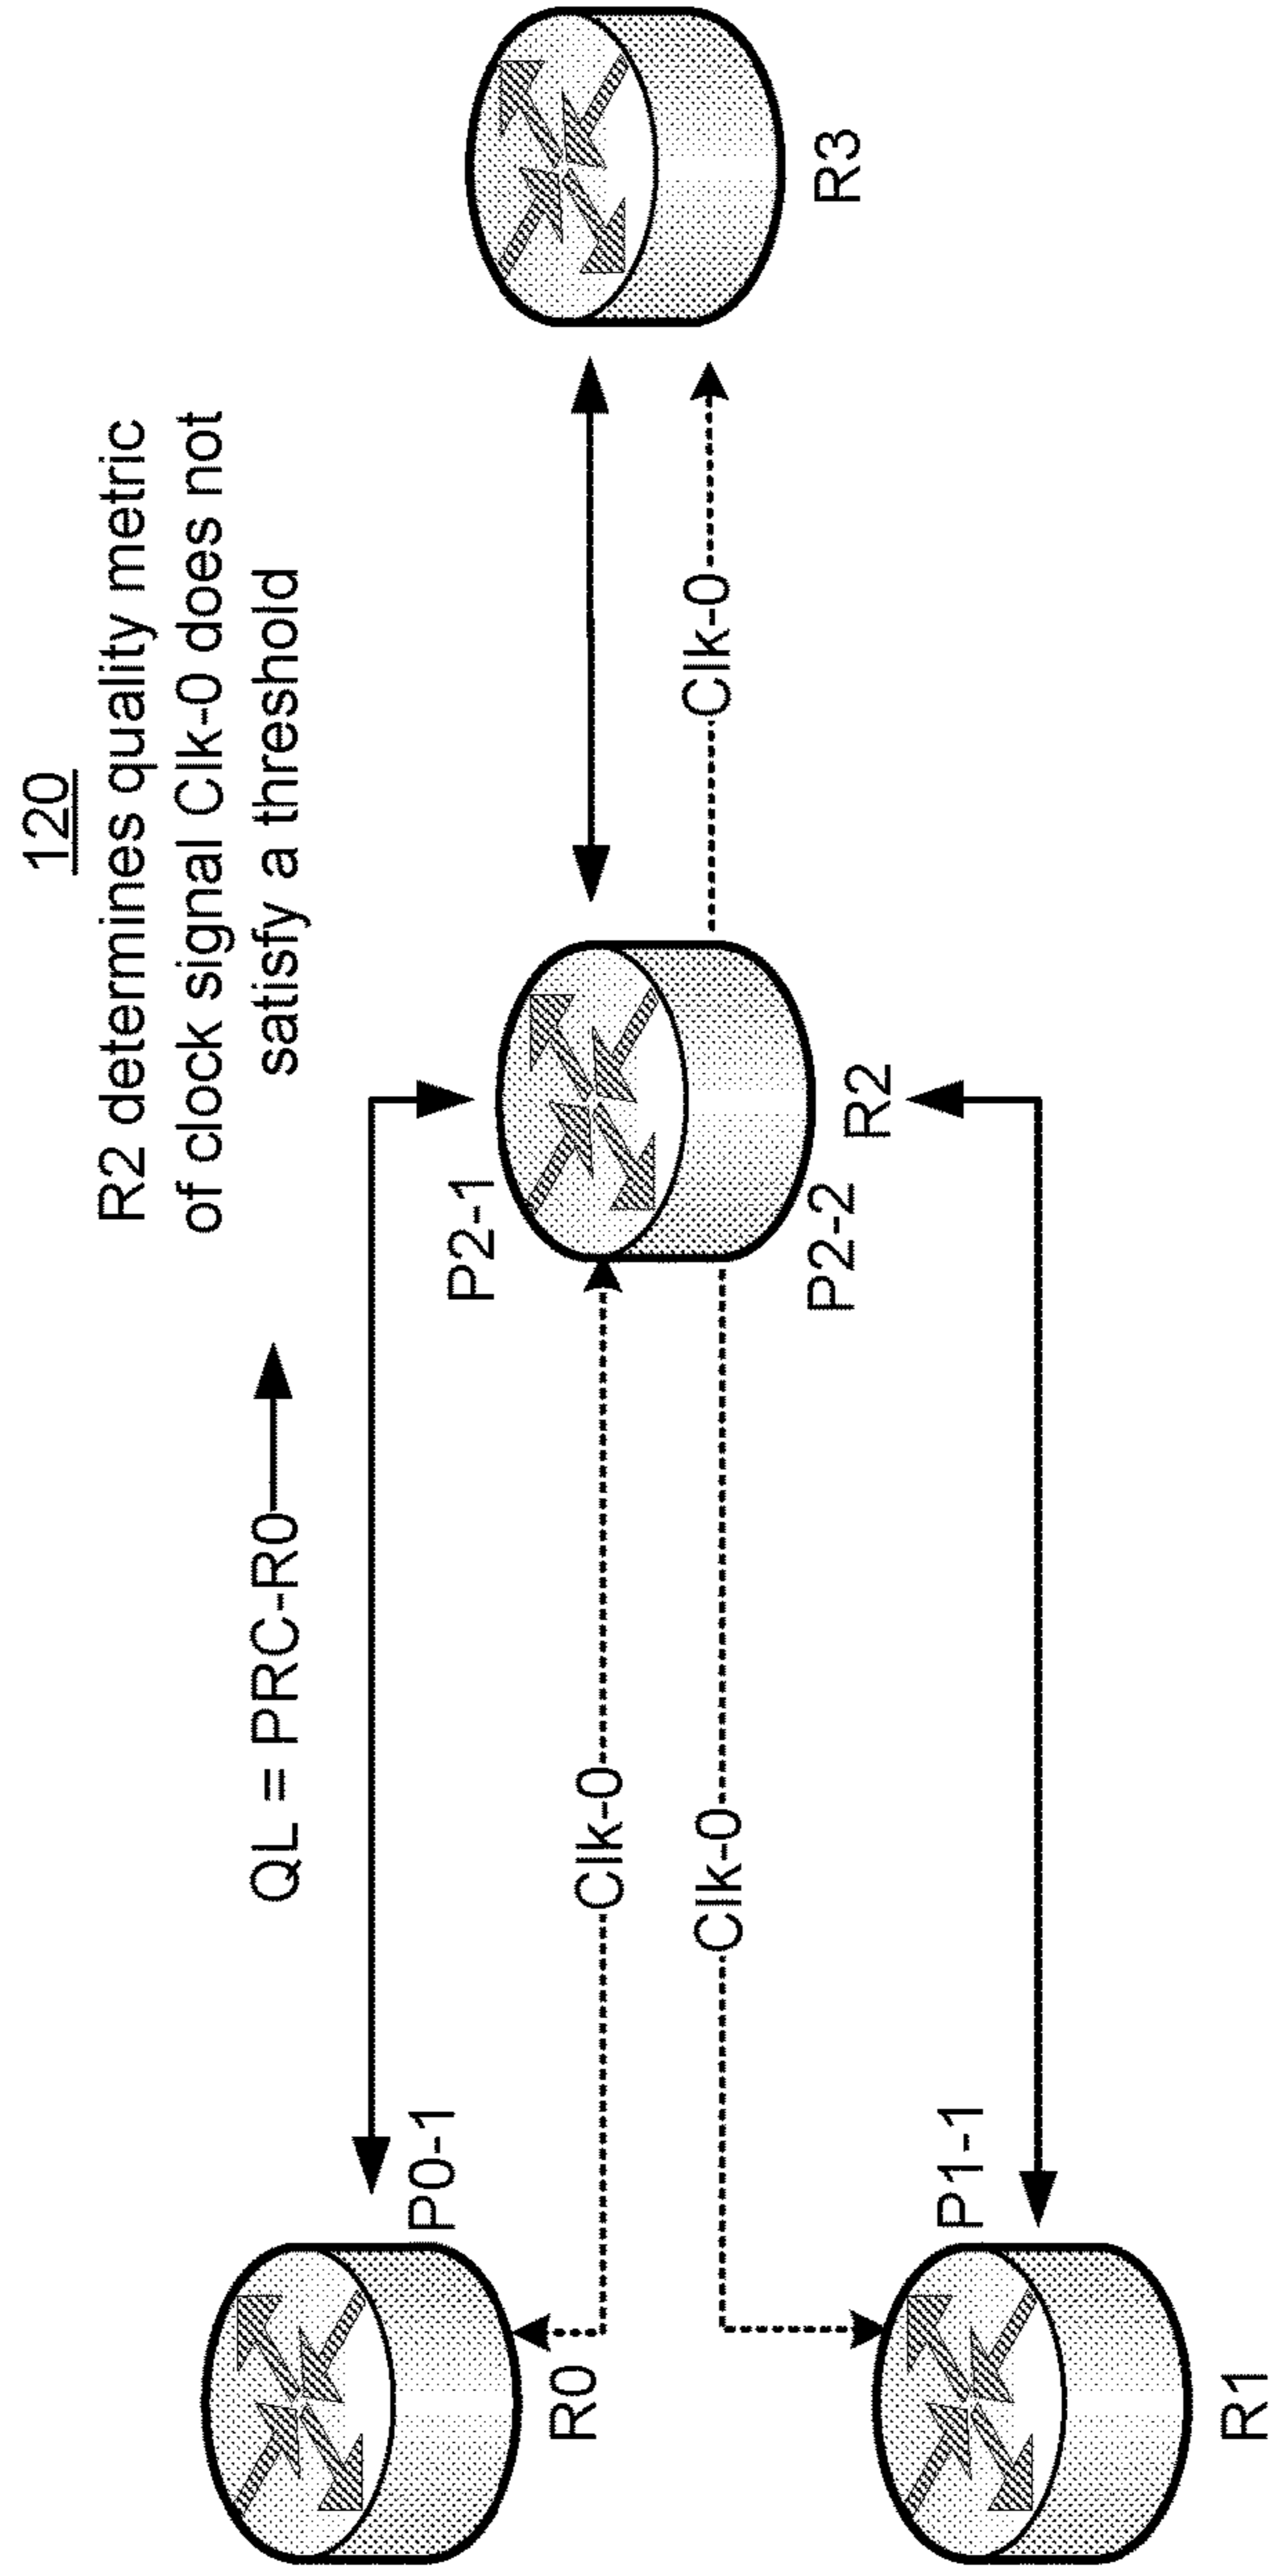 120
R2 determines quality metric
of clock signal Clk-0 does not
satisfy a threshold
QL = PRC-R0
P0-1
P2-1
R0
Clk-0
Clk-0
Clk-0
P2-2
R2
R3
P1-1
R1